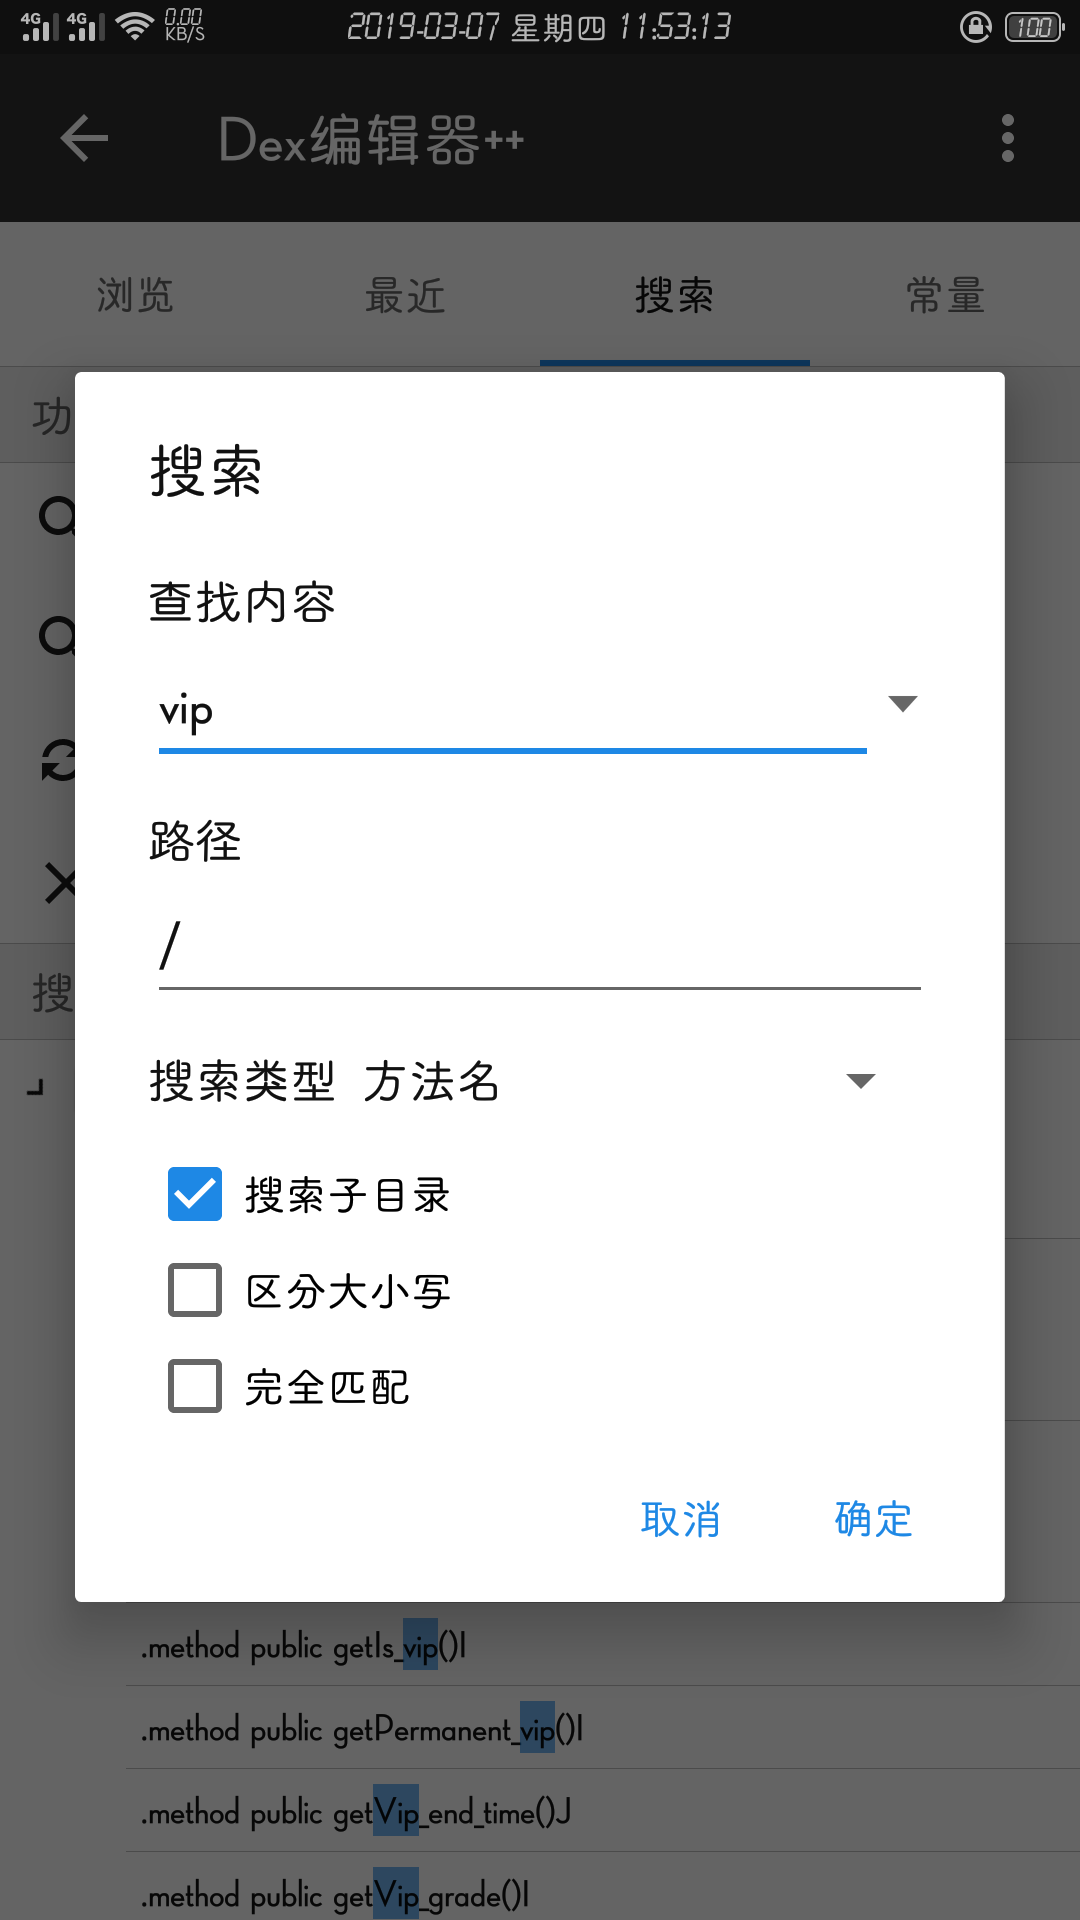 4G 4G 0.00 KB/S 2019-03-07 星期四 11:53:13 100
Dex编辑器++
浏览 最近 搜索 常量
功
搜索
查找内容
vip
路径
/
搜
搜索类型 方法名
搜索子目录
区分大小写
完全匹配
取消 确定
.method public getIs_vip()I
.method public getPermanent_vip()I
.method public getVip_end_time()J
.method public getVip_grade()I